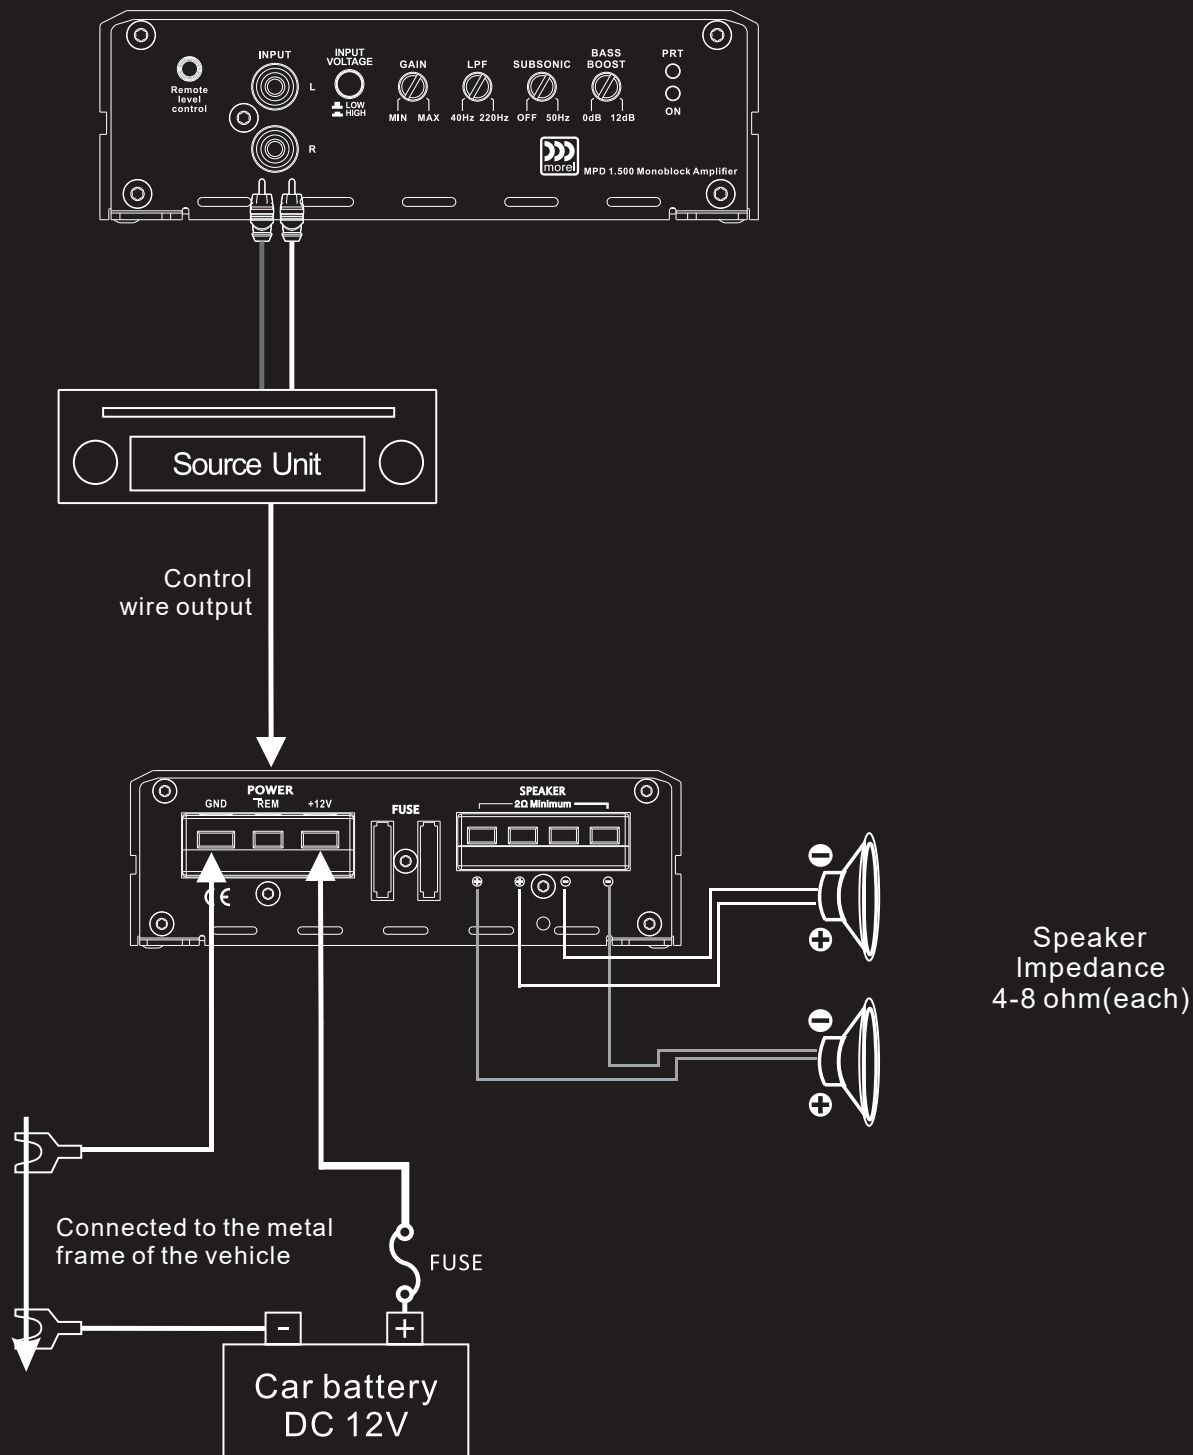 INPUT
INPUT
VOLTAGE
GAIN
LPF
SUBSONIC
BASS
BOOST
PRT
Remote
level
control
L
LOW
HIGH
MIN MAX
40Hz 220Hz
OFF 50Hz
0dB 12dB
ON
R
morel
MPD 1.500 Monoblock Amplifier
Source Unit
Control
wire output
POWER
GND REM +12V
FUSE
SPEAKER
2Ω Minimum
CE
+ + - -
-
+
-
+
Speaker
Impedance
4-8 ohm(each)
Connected to the metal
frame of the vehicle
FUSE
- +
Car battery
DC 12V